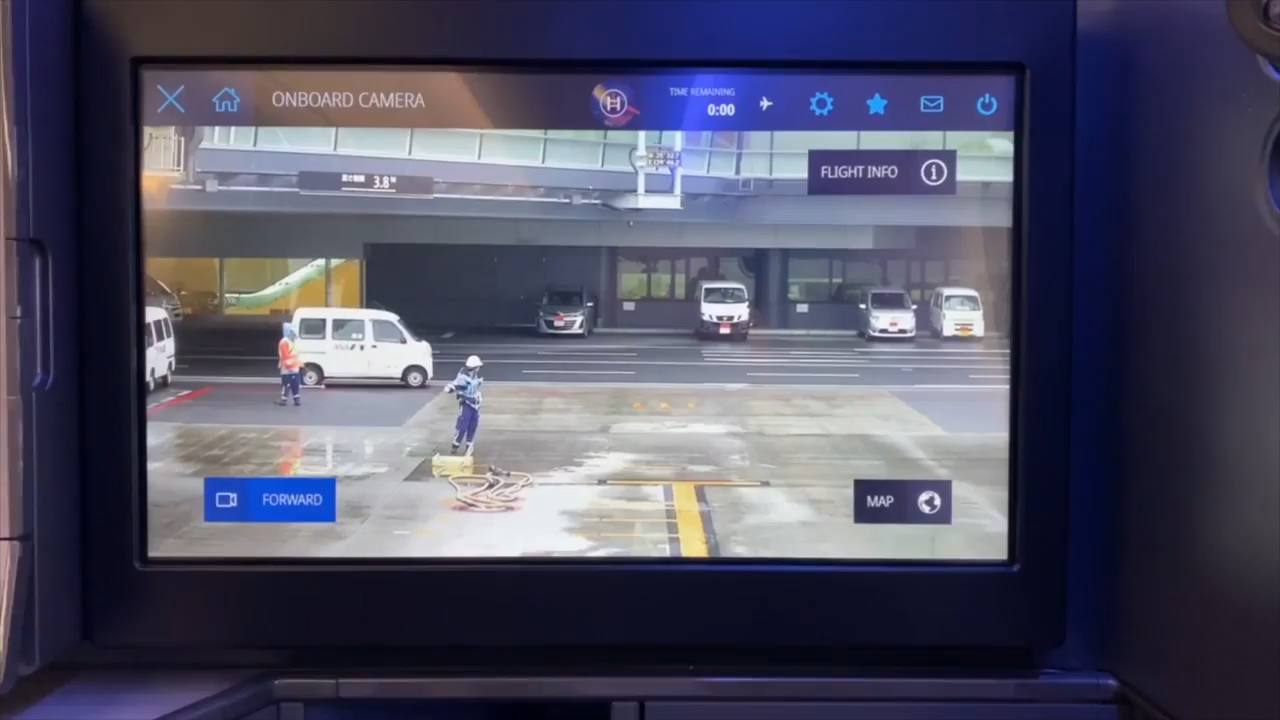 ONBOARD CAMERA
TIME REMAINING
0:00
FLIGHT INFO
3.8
FORWARD
MAP